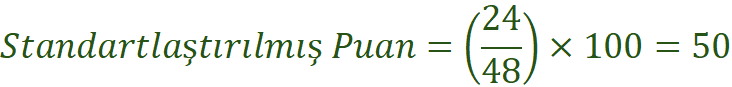 Standartlaştırılmış Puan = (24/48) × 100 = 50